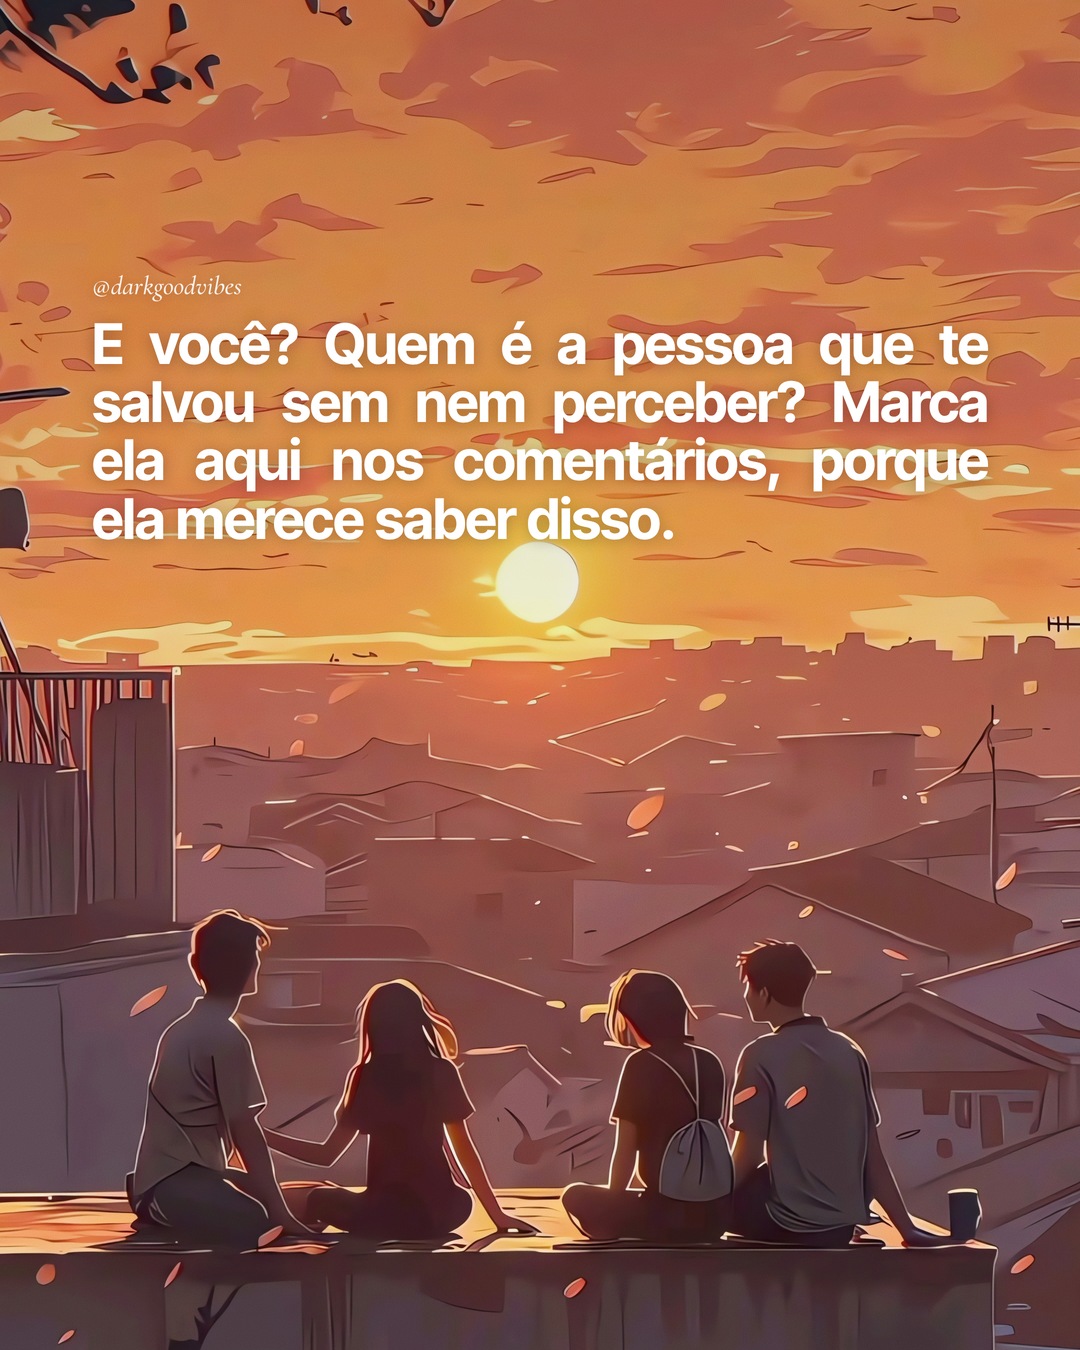 @darkgoodvibes
E você? Quem é a pessoa que te
salvou sem nem perceber? Marca
ela aqui nos comentários, porque
ela merece saber disso.